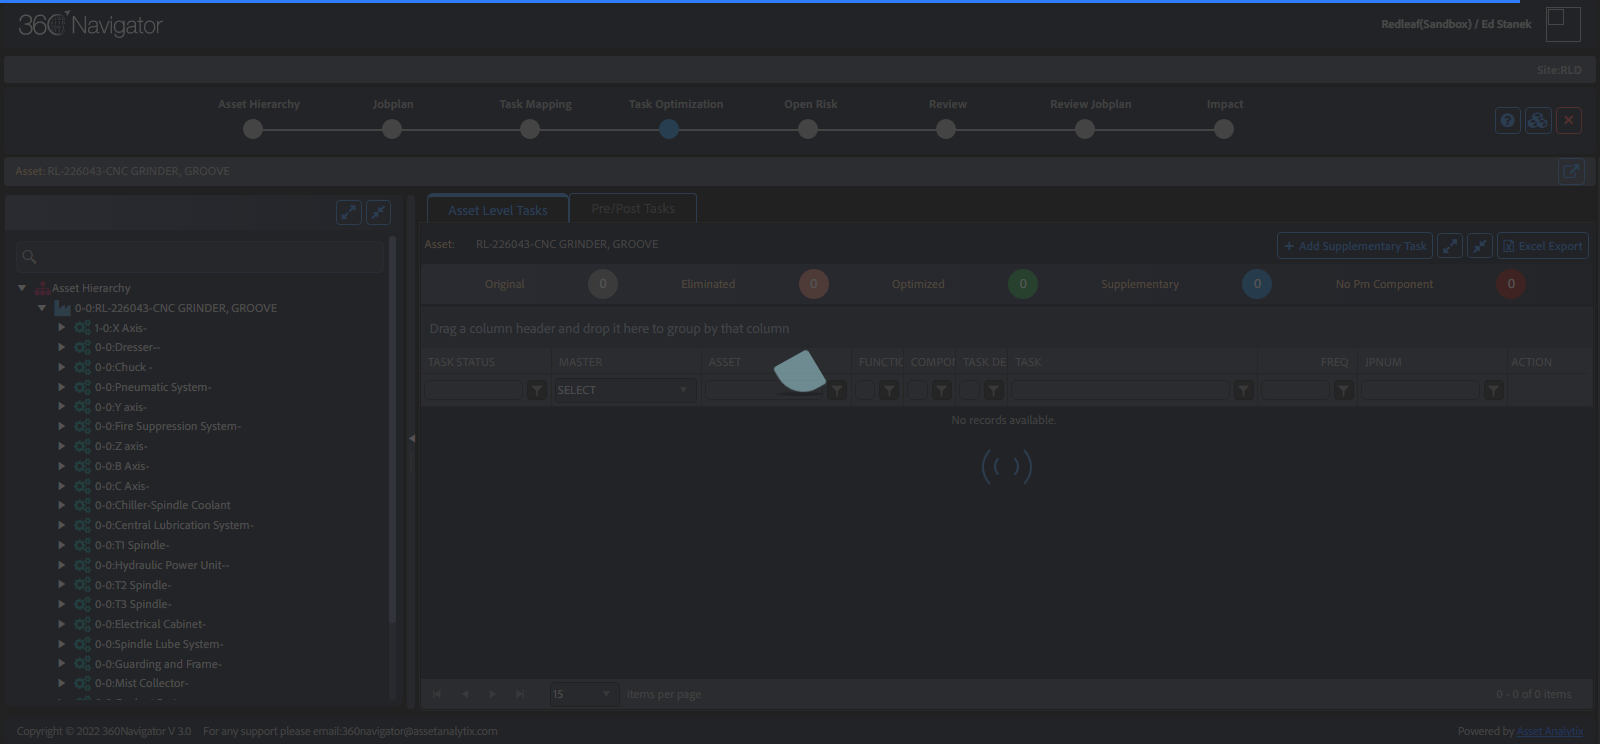 360 Navigator
Redleaf(Sandbox) / Ed Stanek
Site:RLD
Asset Hierarchy Jobplan Task Mapping Task Optimization Open Risk Review Review Jobplan Impact
Asset: RL-226043-CNC GRINDER, GROOVE
Asset Level Tasks Pre/Post Tasks
Asset: RL-226043-CNC GRINDER, GROOVE
+ Add Supplementary Task Excel Export
Original 0 Eliminated 0 Optimized 0 Supplementary 0 No Pm Component 0
Drag a column header and drop it here to group by that column
TASK STATUS MASTER ASSET FUNCTIO COMPON TASK DE TASK FREQ JPNUM ACTION
SELECT
No records available.
Asset Hierarchy
0-0:RL-226043-CNC GRINDER, GROOVE
1-0:X Axis-
0-0:Dresser--
0-0:Chuck -
0-0:Pneumatic System-
0-0:Y axis-
0-0:Fire Suppression System-
0-0:Z axis-
0-0:B Axis-
0-0:C Axis-
0-0:Chiller-Spindle Coolant
0-0:Central Lubrication System-
0-0:T1 Spindle-
0-0:Hydraulic Power Unit--
0-0:T2 Spindle-
0-0:T3 Spindle-
0-0:Electrical Cabinet-
0-0:Spindle Lube System-
0-0:Guarding and Frame-
0-0:Mist Collector-
15 items per page
0 - 0 of 0 items
Copyright © 2022 360Navigator V 3.0 For any support please email:360navigator@assetanalytix.com
Powered by Asset Analytix